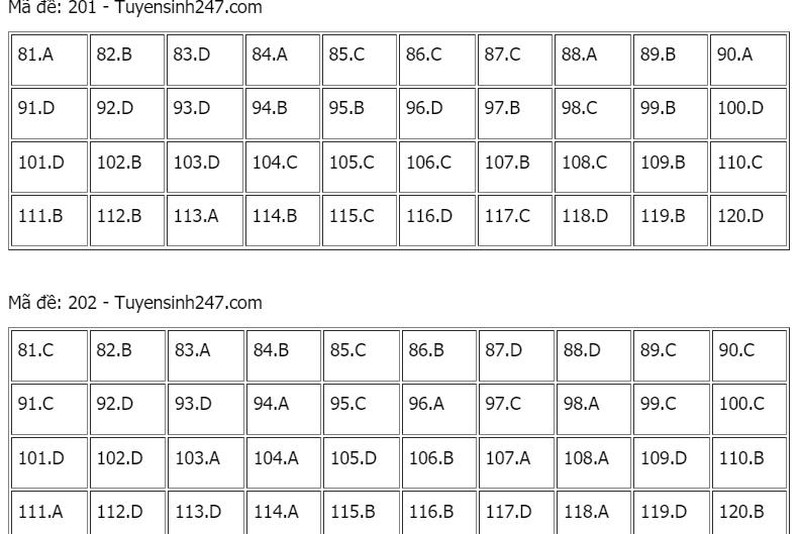 Mã đề: 201 - Tuyensinh247.com
81.A 82.B 83.D 84.A 85.C 86.C 87.C 88.A 89.B 90.A
91.D 92.D 93.D 94.B 95.B 96.D 97.B 98.C 99.B 100.D
101.D 102.B 103.D 104.C 105.C 106.C 107.B 108.C 109.B 110.C
111.B 112.B 113.A 114.B 115.C 116.D 117.C 118.D 119.B 120.D
Mã đề: 202 - Tuyensinh247.com
81.C 82.B 83.A 84.B 85.C 86.B 87.D 88.D 89.C 90.C
91.C 92.D 93.D 94.A 95.C 96.A 97.C 98.A 99.C 100.C
101.D 102.D 103.A 104.A 105.D 106.B 107.A 108.A 109.D 110.B
111.A 112.D 113.D 114.A 115.B 116.B 117.D 118.A 119.D 120.B